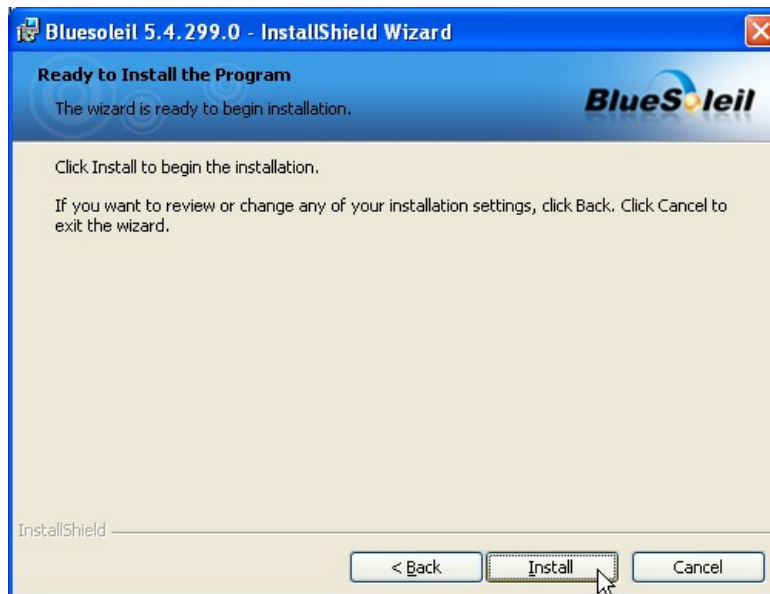 Bluesoleil 5.4.299.0 - InstallShield Wizard
Ready to Install the Program
The wizard is ready to begin installation.
BlueSoleil
Click Install to begin the installation.
If you want to review or change any of your installation settings, click Back. Click Cancel to
exit the wizard.
InstallShield
< Back
Install
Cancel